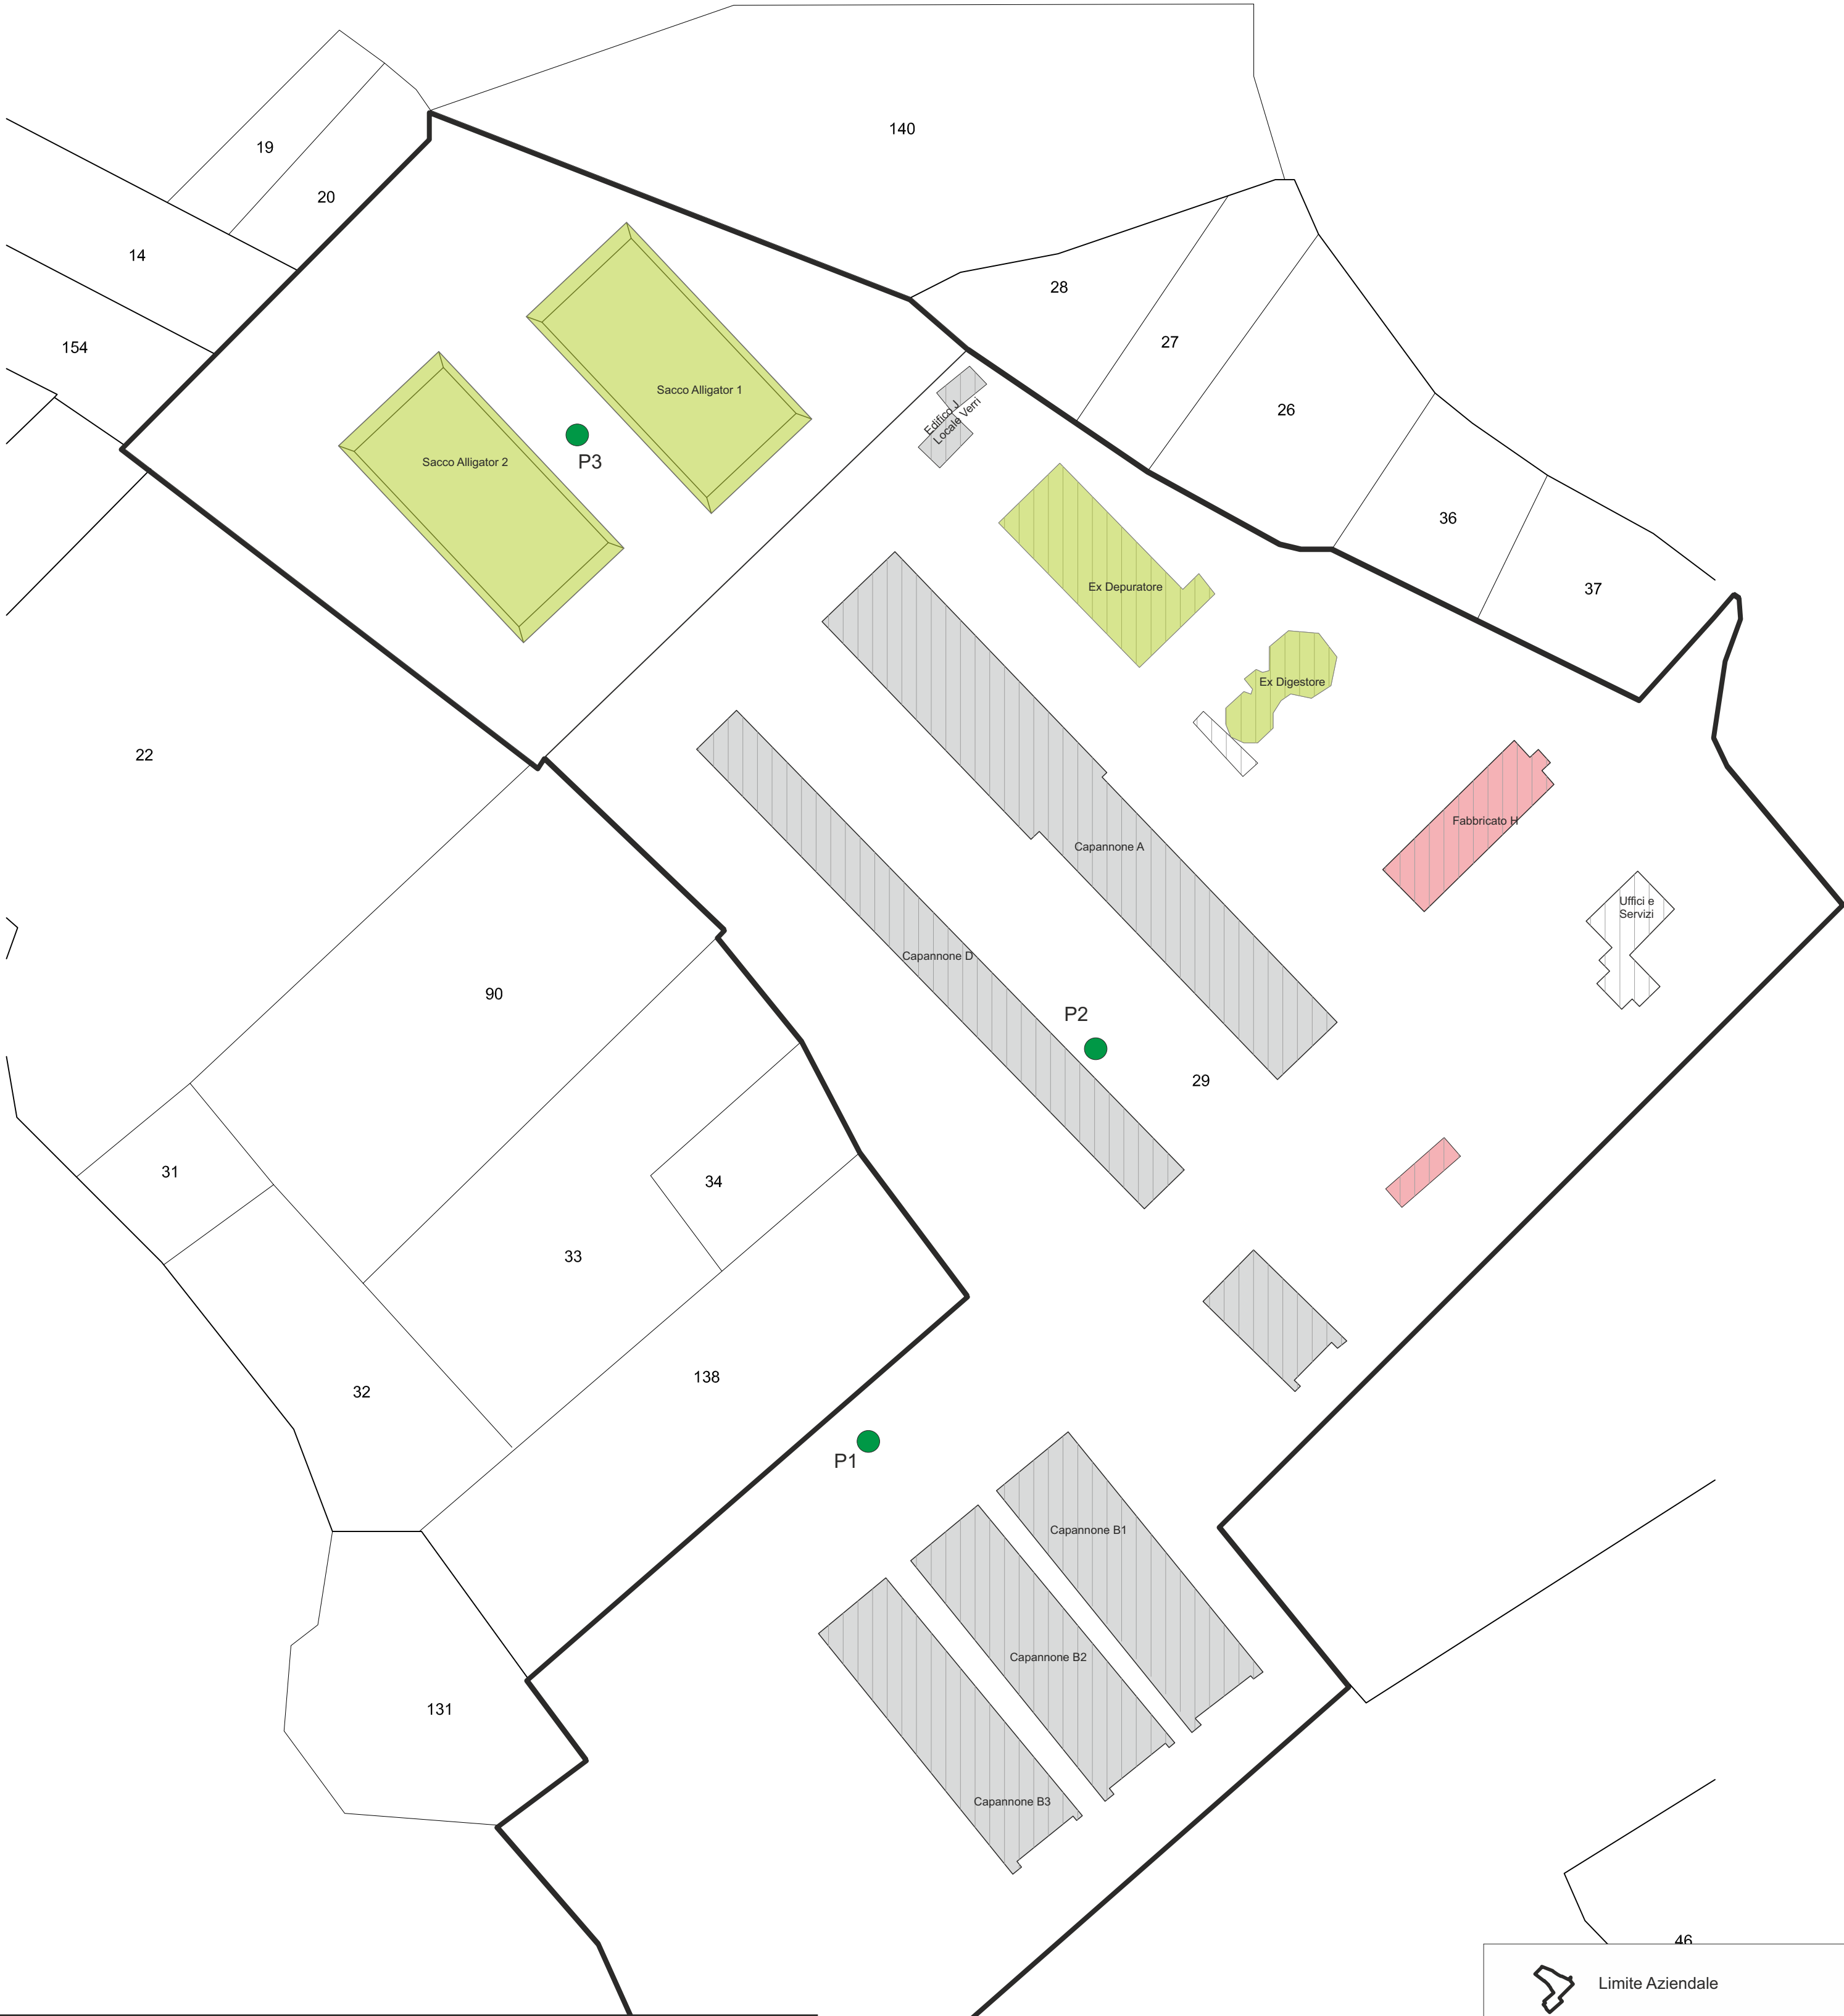 140
19
20
14
28
27
154
Sacco Alligator 1
26
Edifico J
Locale Verri
P3
Sacco Alligator 2
36
Ex Depuratore
37
Ex Digestore
22
Fabbricato H
Capannone A
Uffici e
Servizi
Capannone D
90
P2
29
31
34
33
138
32
P1
Capannone B1
Capannone B2
131
Capannone B3
46
Limite Aziendale